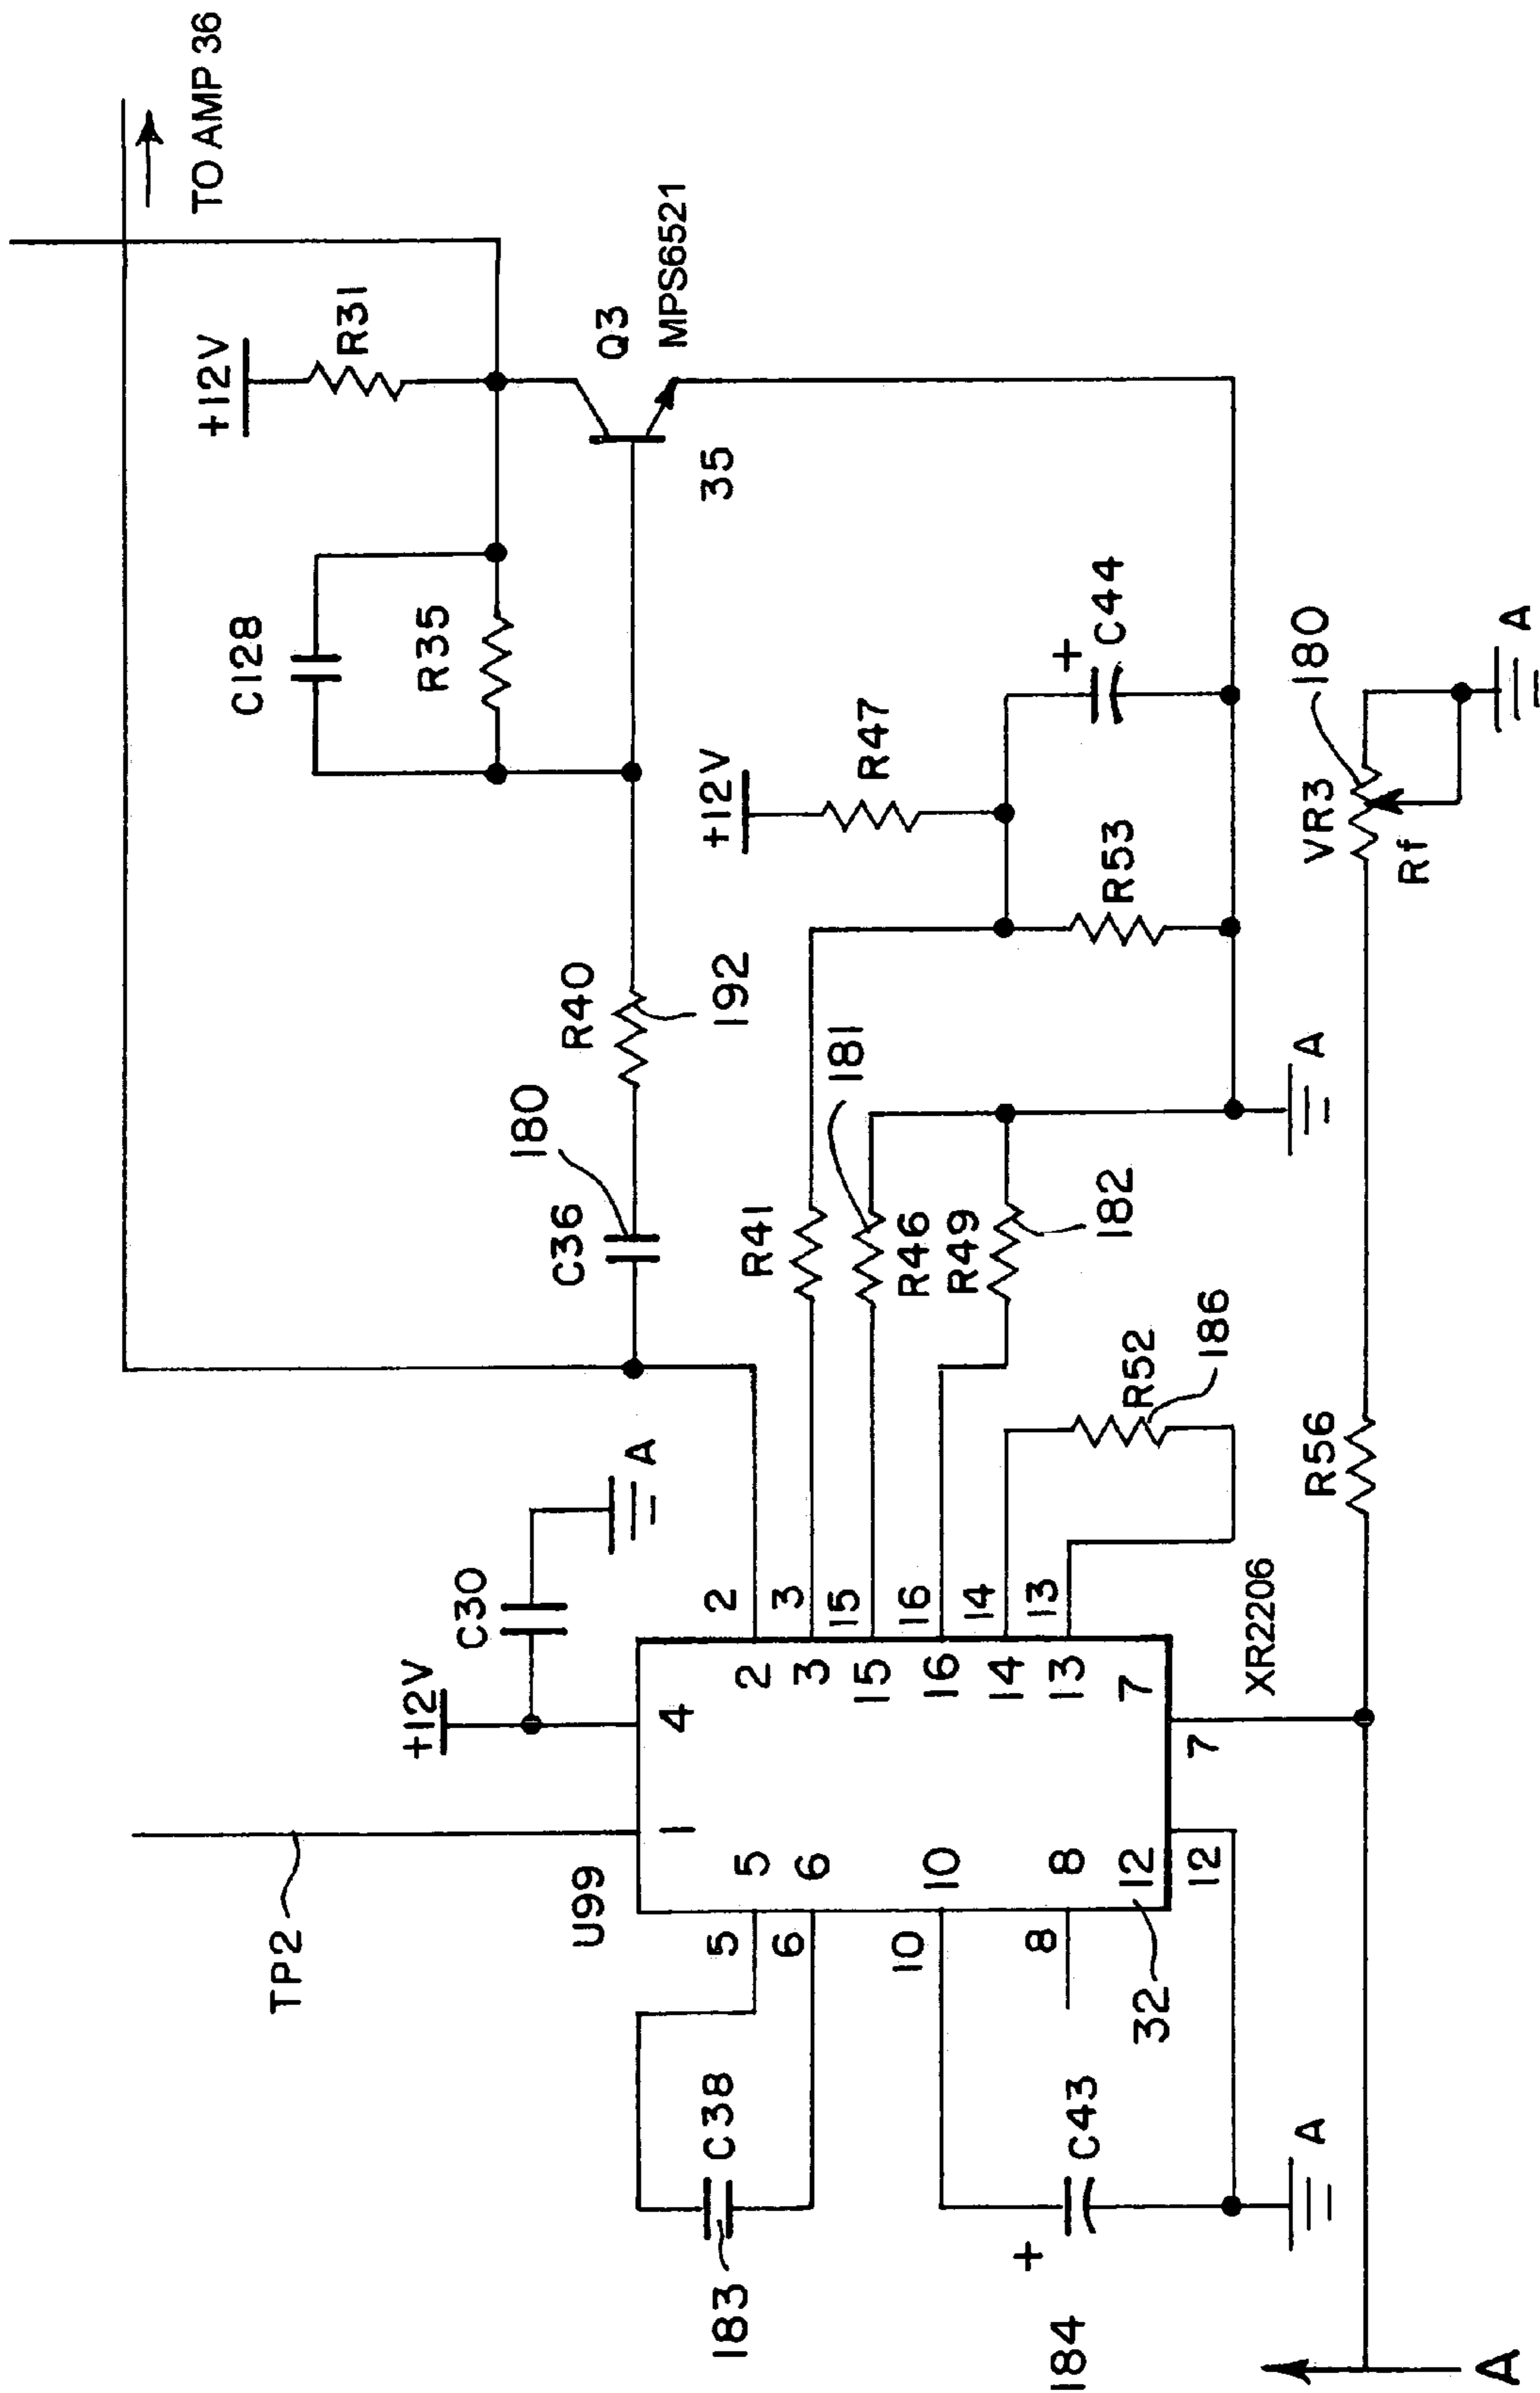 TO AMP 36
+12V
R31
C128
R35
Q3
MPS6521
35
C36
180
R40
192
+12V
R47
+
C44
R53
R41
181
R46
R49
182
R52
186
A
TP2
+12V
C30
A
U99
1
4
5
5
2
2
6
6
3
3
15
15
10
10
16
16
14
14
8
8
13
13
12
12
7
7
32
XR2206
183
C38
184
+
C43
A
R56
VR3
180
Rf
A
A